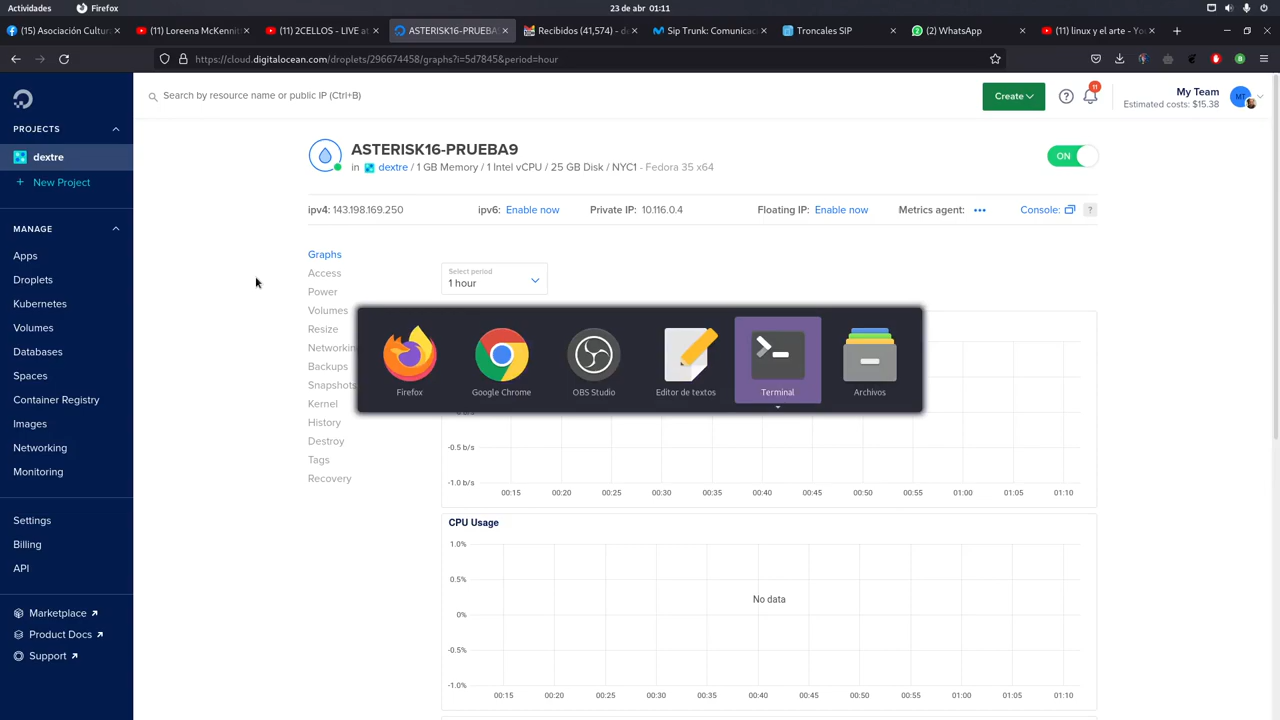 Actividades
Firefox
23 de abr 01:11
(15) Asociación Cultur
(11) Loreena McKennit
(11) 2CELLOS - LIVE at
ASTERISK16-PRUEBA
Recibidos (41,574) - de
Sip Trunk: Comunicac
Troncales SIP
(2) WhatsApp
(11) linux y el arte - Yo
https://cloud.digitalocean.com/droplets/296674458/graphs?i=5d7845&period=hour
Search by resource name or public IP (Ctrl+B)
Create
?
11
My Team
Estimated costs: $15.38
MT
PROJECTS
dextre
+ New Project
MANAGE
Apps
Droplets
Kubernetes
Volumes
Databases
Spaces
Container Registry
Images
Networking
Monitoring
Settings
Billing
API
Marketplace
Product Docs
Support
ASTERISK16-PRUEBA9
in dextre / 1 GB Memory / 1 Intel vCPU / 25 GB Disk / NYC1 - Fedora 35 x64
ON
ipv4: 143.198.169.250
ipv6: Enable now
Private IP: 10.116.0.4
Floating IP: Enable now
Metrics agent:
Console:
?
Graphs
Access
Power
Volumes
Resize
Networkin
Backups
Snapshots
Kernel
History
Destroy
Tags
Recovery
Select period
1 hour
Firefox
Google Chrome
OBS Studio
Editor de textos
Terminal
Archivos
-0.5 b/s
-1.0 b/s
00:15 00:20 00:25 00:30 00:35 00:40 00:45 00:50 00:55 01:00 01:05 01:10
CPU Usage
1.0%
0.5%
0%
-0.5%
-1.0%
No data
00:15 00:20 00:25 00:30 00:35 00:40 00:45 00:50 00:55 01:00 01:05 01:10